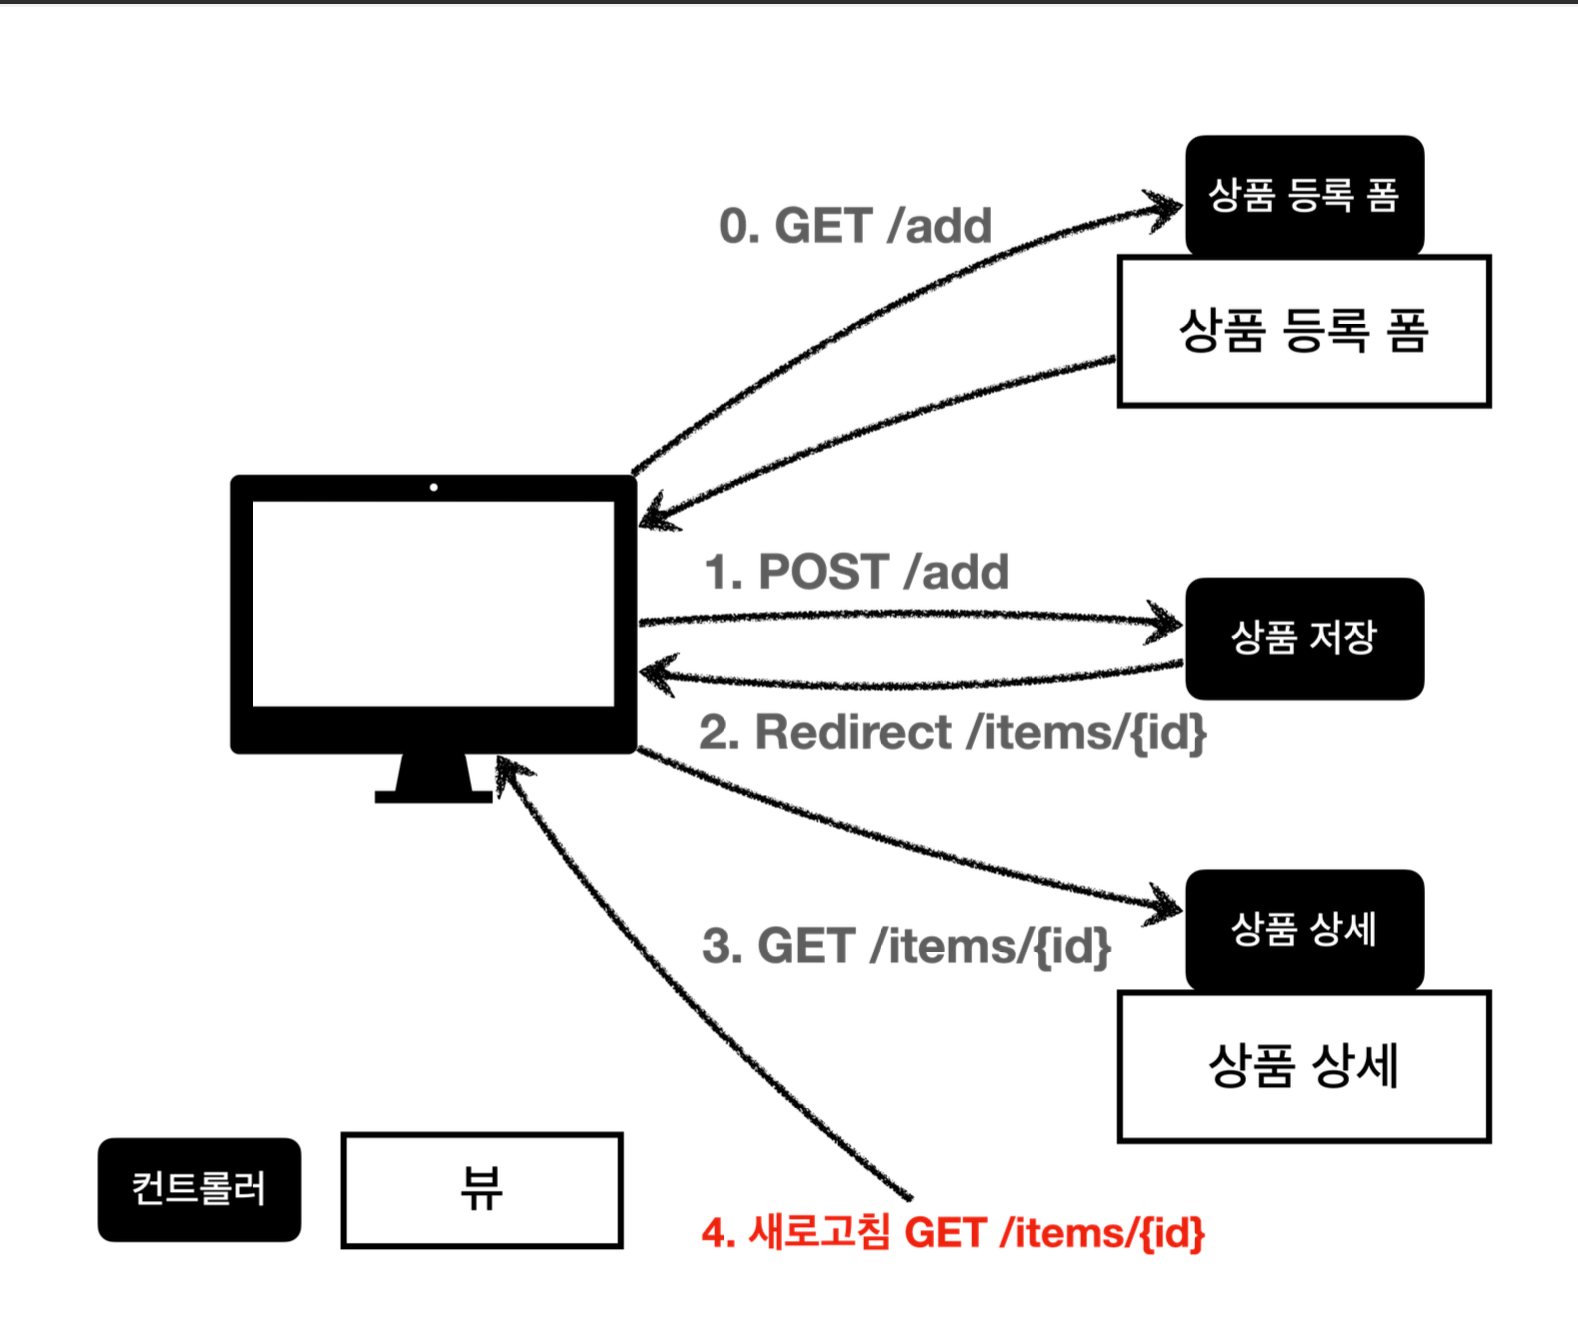 0. GET /add
상품 등록 폼
상품 등록 폼
1. POST /add
상품 저장
2. Redirect /items/{id}
상품 상세
3. GET /items/{id}
상품 상세
컨트롤러
뷰
4. 새로고침 GET /items/{id}